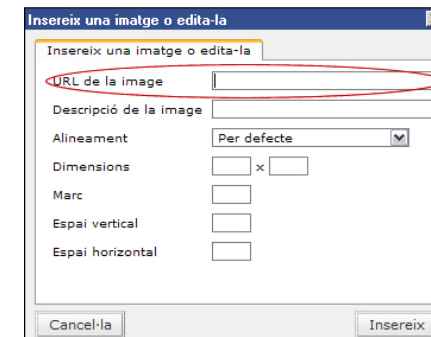 Insereix una imatge o edita-la
Insereix una imatge o edita-la
URL de la image
Descripció de la image
Alineament Per defecte
Dimensions x
Marc
Espai vertical
Espai horizontal
Cancel·la Insereix